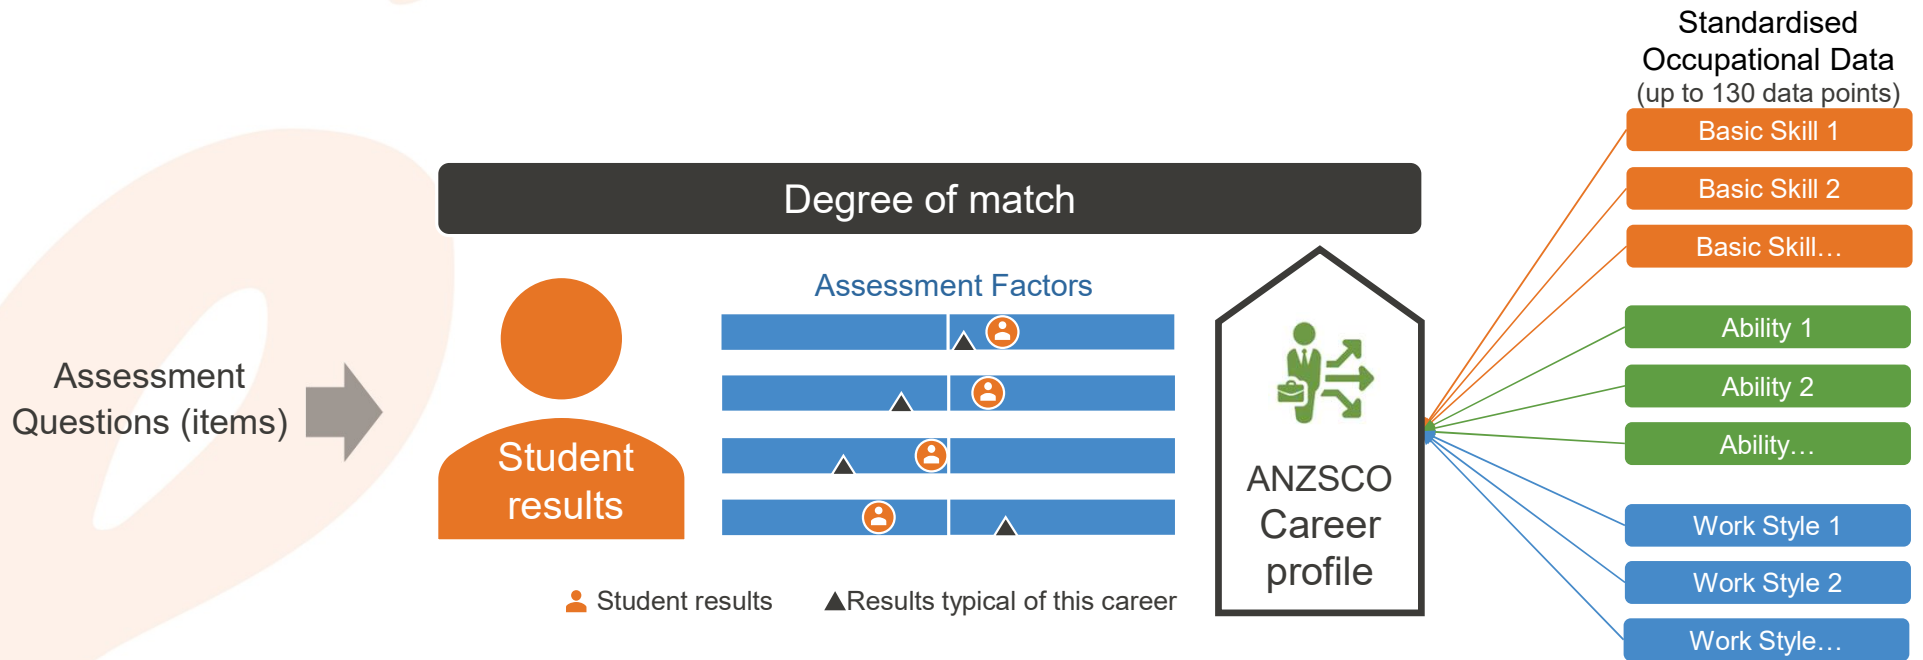 Standardised
Occupational Data
(up to 130 data points)
Basic Skill 1
Basic Skill 2
Basic Skill…
Ability 1
Ability 2
Ability…
Work Style 1
Work Style 2
Work Style…
Degree of match
Assessment Factors
Assessment
Questions (items)
Student
results
ANZSCO
Career
profile
Student results
Results typical of this career